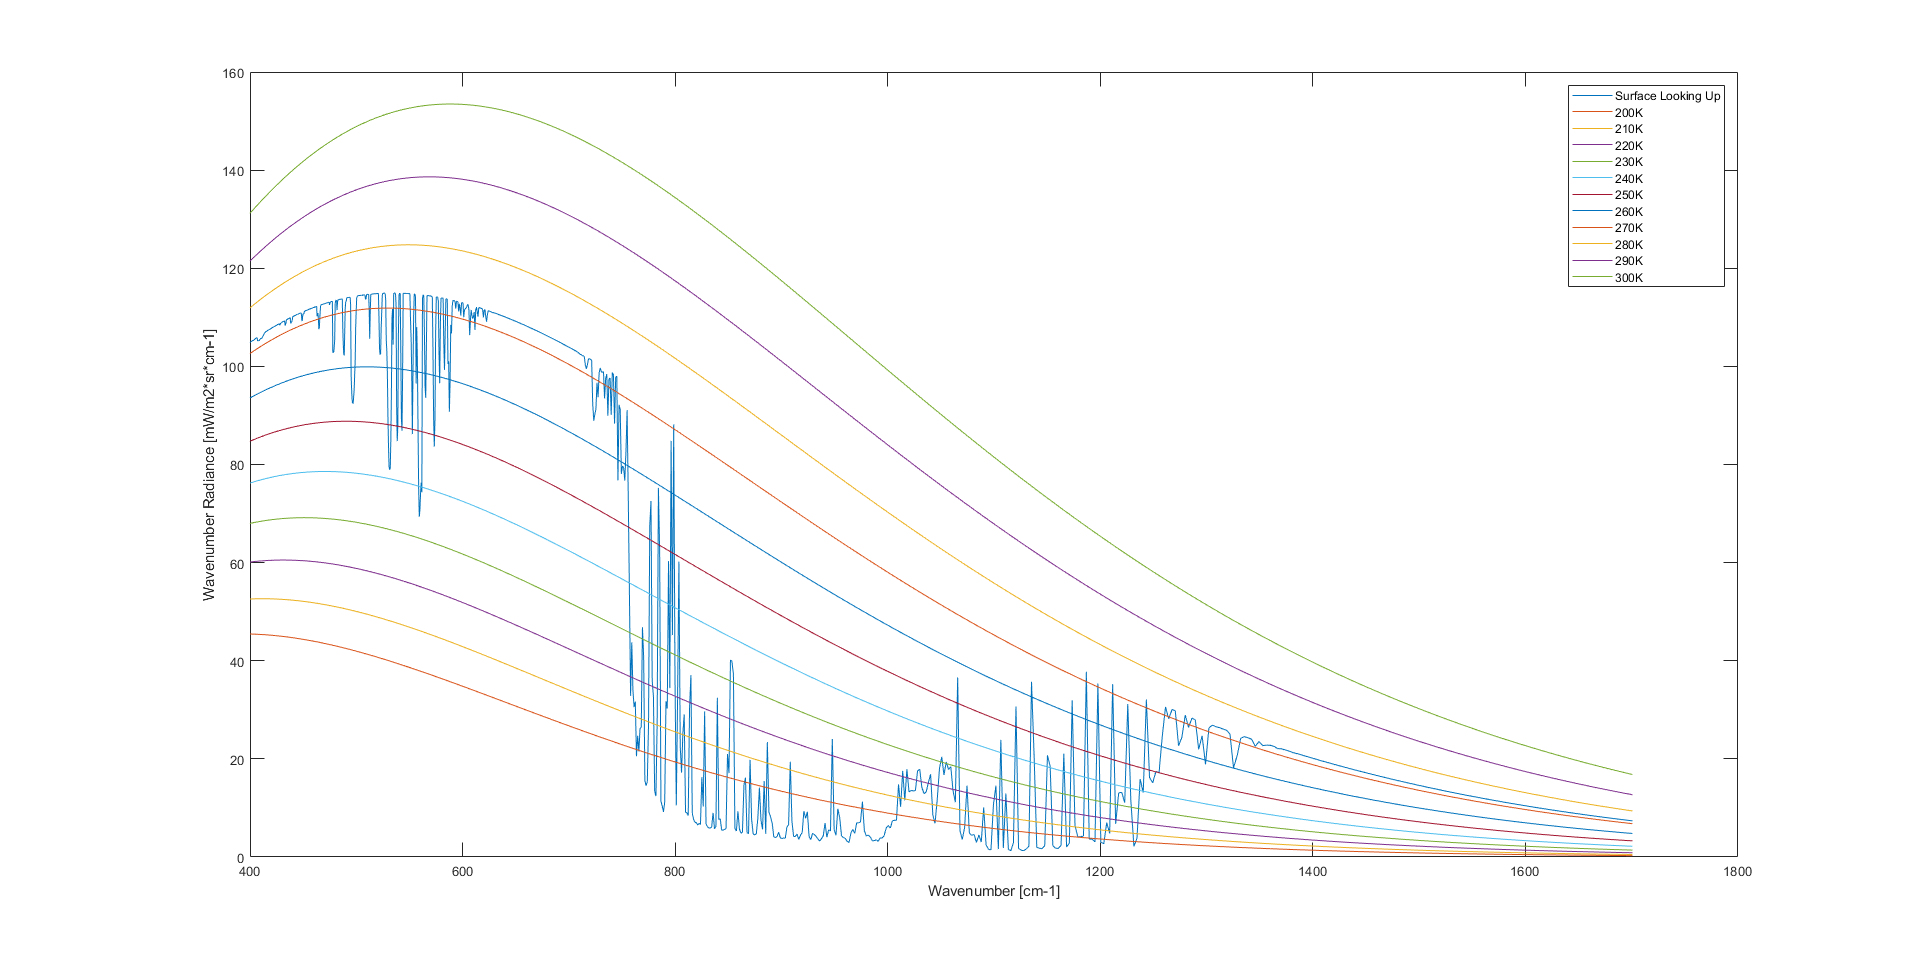 160
140
120
100
80
60
40
20
0
Wavenumber Radiance [mW/m2*sr*cm-1]
400 600 800 1000 1200 1400 1600 1800
Wavenumber [cm-1]
Surface Looking Up
200K
210K
220K
230K
240K
250K
260K
270K
280K
290K
300K